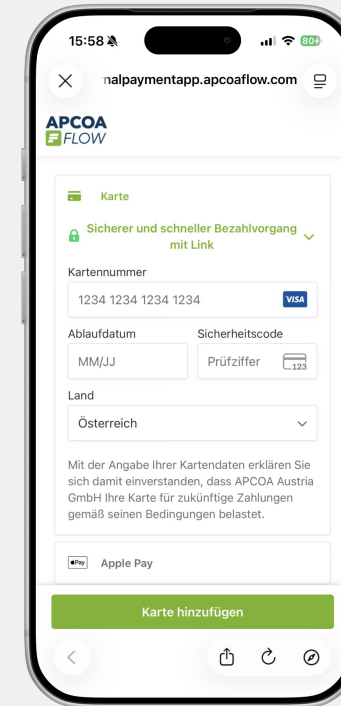 15:58
80
nalpaymentapp.apcoaflow.com
APCOA
FLOW
Karte
Sicherer und schneller Bezahlvorgang
mit Link
Kartennummer
1234 1234 1234 1234
VISA
Ablaufdatum
Sicherheitscode
MM/JJ
Prüfziffer
123
Land
Österreich
Mit der Angabe Ihrer Kartendaten erklären Sie
sich damit einverstanden, dass APCOA Austria
GmbH Ihre Karte für zukünftige Zahlungen
gemäß seinen Bedingungen belastet.
Pay
Apple Pay
Karte hinzufügen